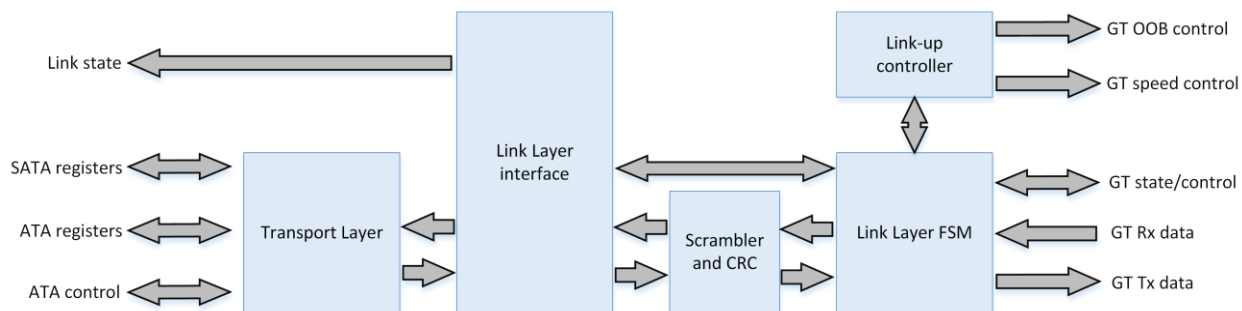 Link state
SATA registers
ATA registers
ATA control
Transport Layer
Link Layer
interface
Scrambler
and CRC
Link-up
controller
Link Layer FSM
GT OOB control
GT speed control
GT state/control
GT Rx data
GT Tx data